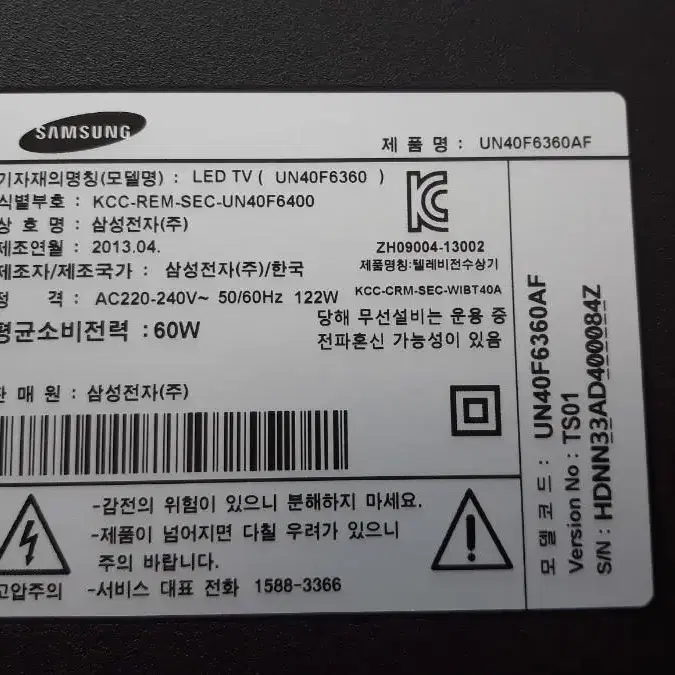 SAMSUNG
제 품 명 : UN40F6360AF
기자재의명칭(모델명) : LED TV ( UN40F6360 )
식별부호 : KCC-REM-SEC-UN40F6400
상 호 명 : 삼성전자(주)
제조연월 : 2013.04.
제조자/제조국가 : 삼성전자(주)/한국
정 격 : AC220-240V~ 50/60Hz 122W
평균소비전력 : 60W
ZH09004-13002
제품명칭:텔레비전수상기
KCC-CRM-SEC-WIBT40A
당해 무선설비는 운용 중
전파혼신 가능성이 있음
판 매 원 : 삼성전자(주)
고압주의
-감전의 위험이 있으니 분해하지 마세요.
-제품이 넘어지면 다칠 우려가 있으니
주의 바랍니다.
-서비스 대표 전화 1588-3366
모델코드 : UN40F6360AF
Version No : TS01
S/N : HDNN33AD400084Z